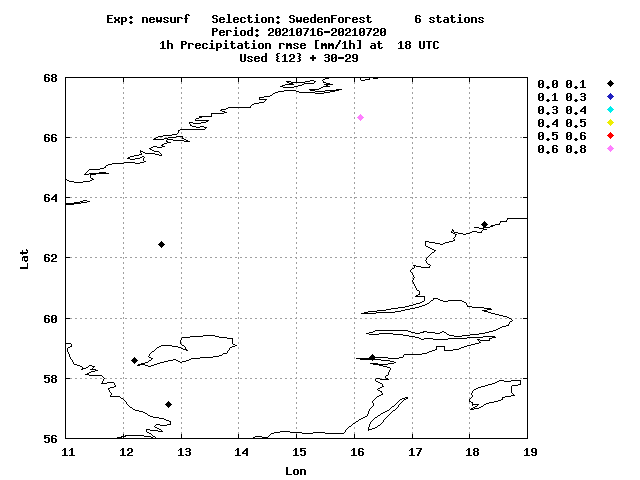 Exp: newsurf   Selection: SwedenForest      6 stations
Period: 20210716-20210720
1h Precipitation rmse [mm/1h] at  18 UTC
Used {12} + 30-29
68
66
64
62
60
58
56
Lat
11 12 13 14 15 16 17 18 19
Lon
0.0 0.1
0.1 0.3
0.3 0.4
0.4 0.5
0.5 0.6
0.6 0.8